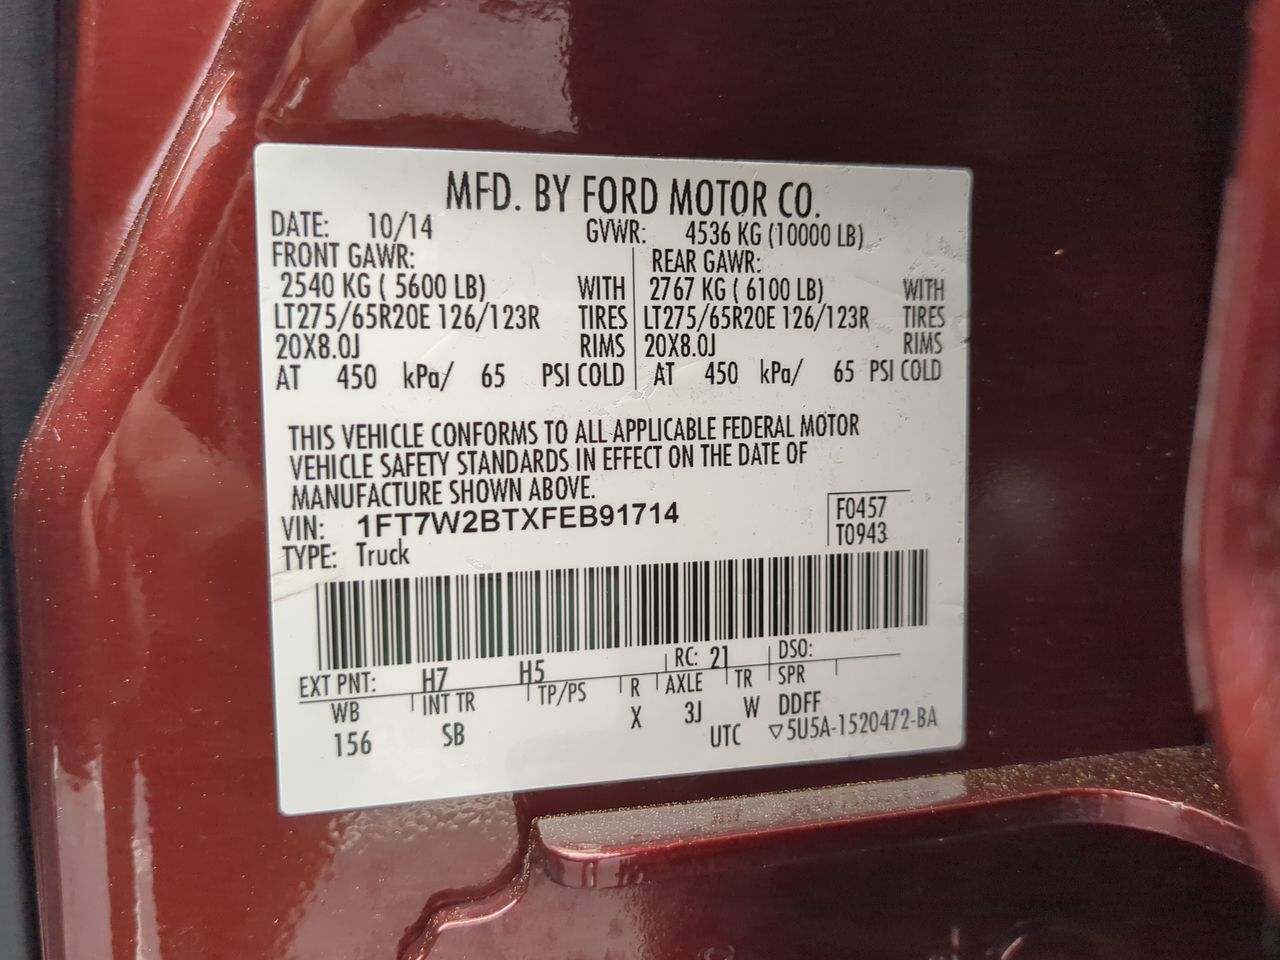 MFD. BY FORD MOTOR CO.
DATE: 10/14 GVWR: 4536 KG (10000 LB)
FRONT GAWR: REAR GAWR:
2540 KG ( 5600 LB) WITH 2767 KG ( 6100 LB) WITH
LT275/65R20E 126/123R TIRES LT275/65R20E 126/123R TIRES
20X8.0J RIMS 20X8.0J RIMS
AT 450 kPa/ 65 PSI COLD AT 450 kPa/ 65 PSI COLD
THIS VEHICLE CONFORMS TO ALL APPLICABLE FEDERAL MOTOR
VEHICLE SAFETY STANDARDS IN EFFECT ON THE DATE OF
MANUFACTURE SHOWN ABOVE.
VIN: 1FT7W2BTXFEB91714 F0457
TYPE: Truck T0943
EXT PNT: H7 H5 RC: 21 DSO:
WB INT TR TP/PS R AXLE TR SPR
156 SB X 3J W DDFF
UTC ▽5U5A-1520472-BA